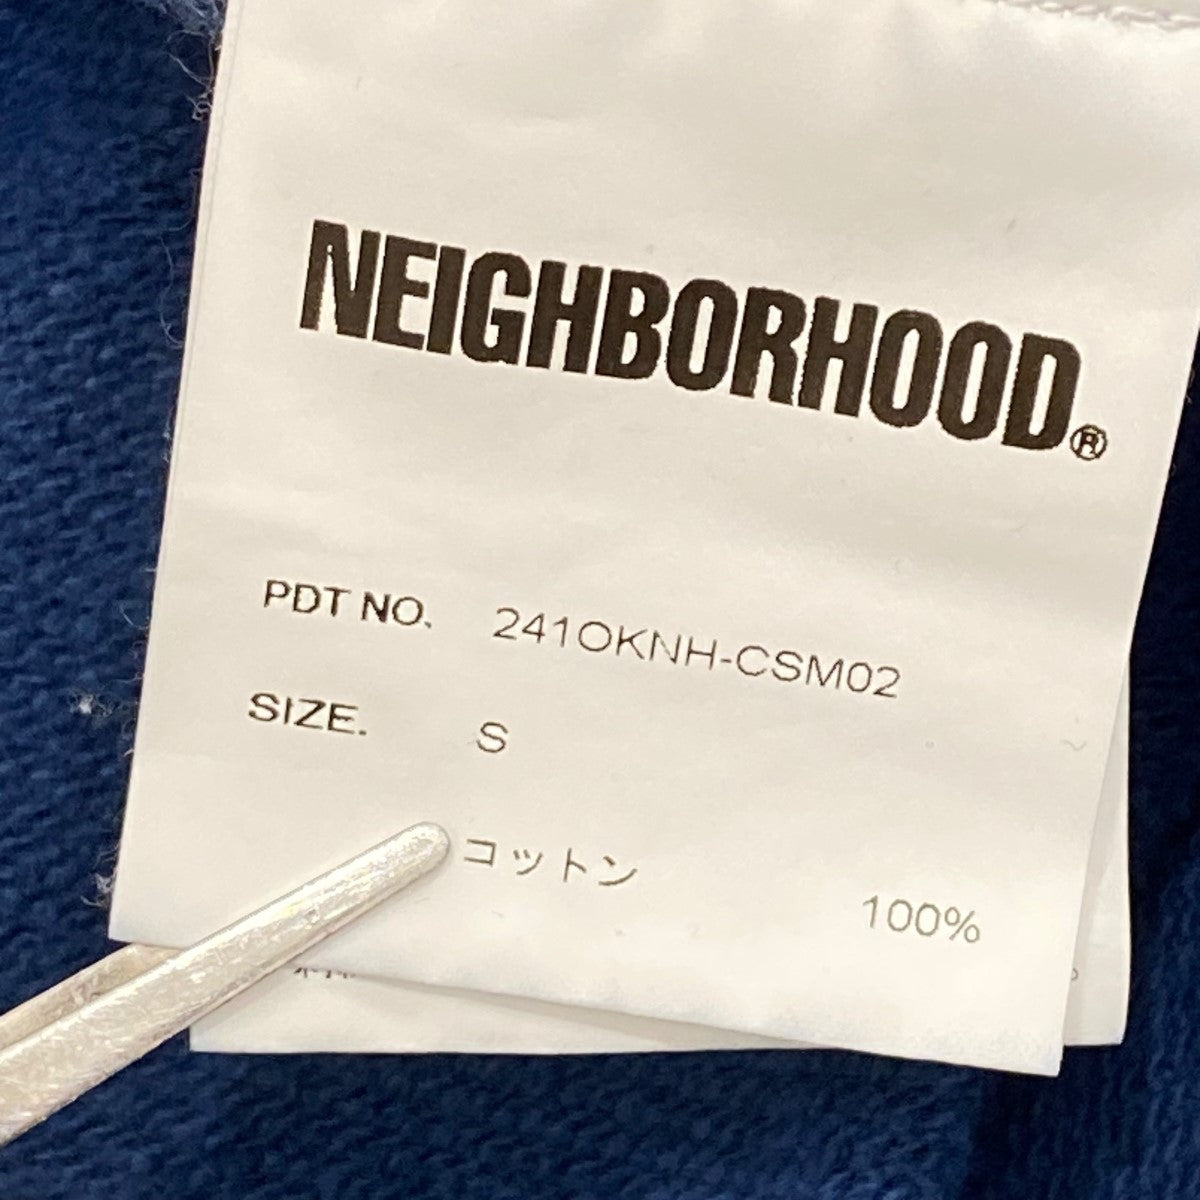 NEIGHBORHOOD®
PDT NO. 241OKNH-CSM02
SIZE. S
コットン 100%